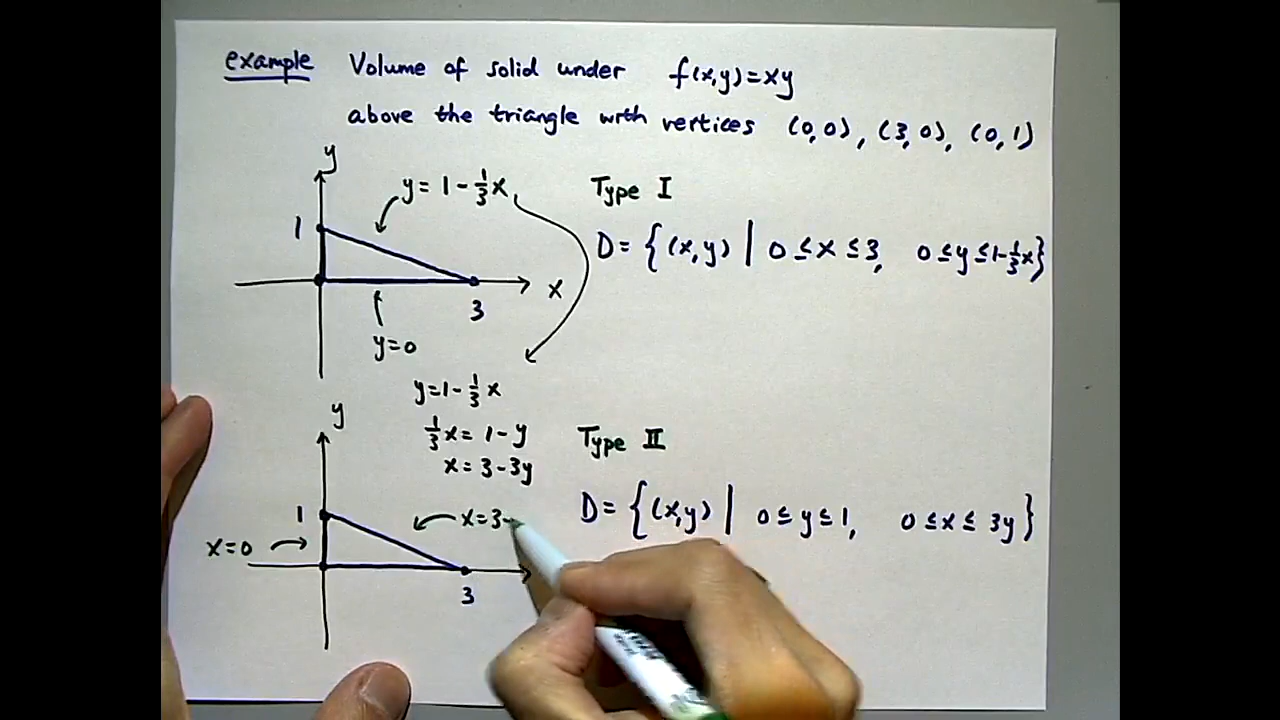 example Volume of solid under f(x,y)=xy
above the triangle with vertices (0,0), (3,0), (0,1)
y
y = 1 - 1/3 x
Type I
1
D = { (x,y) | 0 ≤ x ≤ 3, 0 ≤ y ≤ 1 - 1/3 x }
x
3
y=0
y = 1 - 1/3 x
y
1/3 x = 1 - y
Type II
x = 3 - 3y
1
x=3-
D = { (x,y) | 0 ≤ y ≤ 1, 0 ≤ x ≤ 3y }
x=0
3